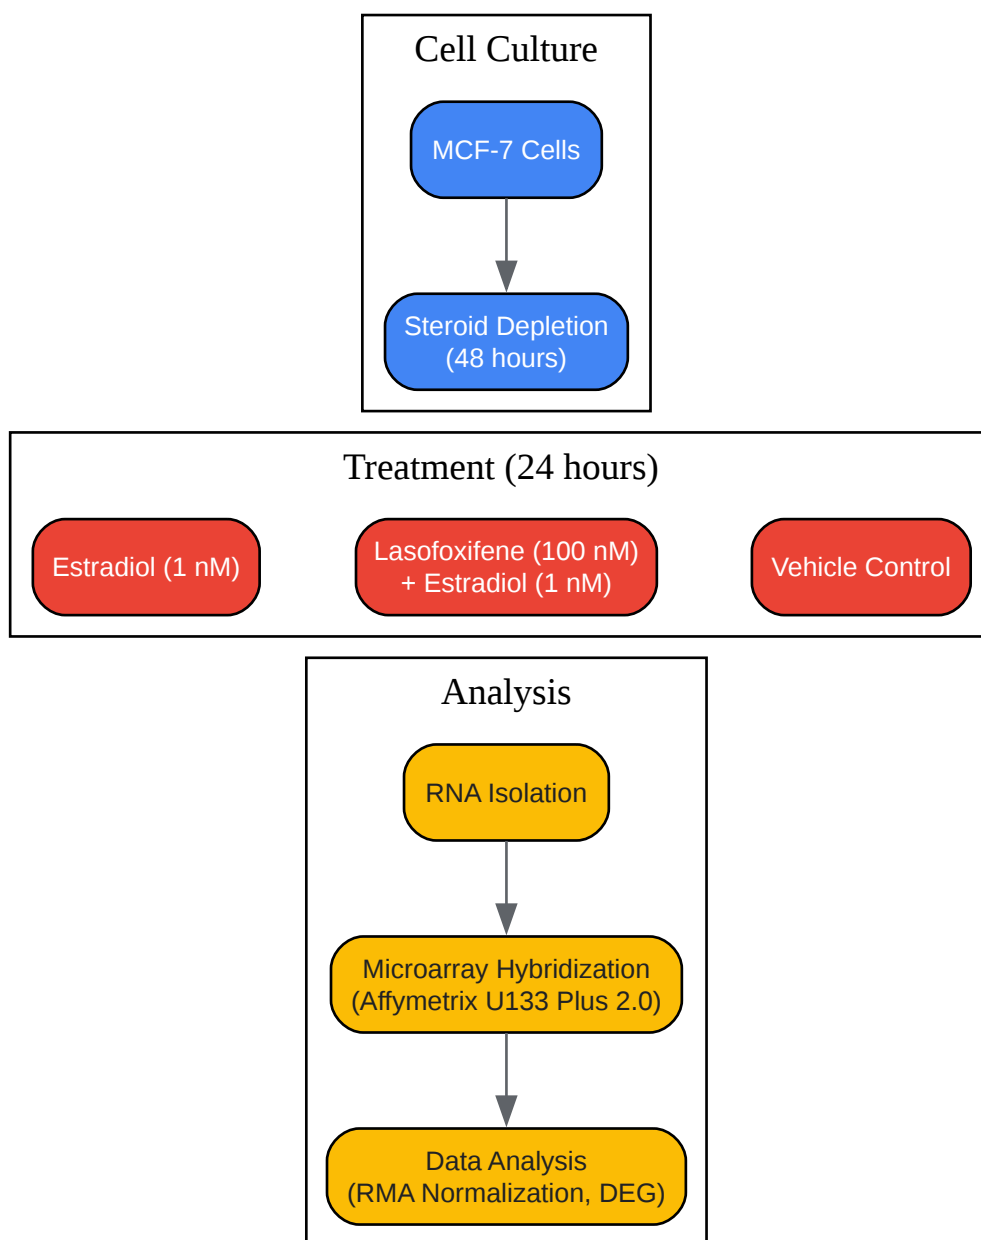 Cell Culture
MCF-7 Cells
Steroid Depletion
(48 hours)
Treatment (24 hours)
Estradiol (1 nM)
Lasofoxifene (100 nM)
+ Estradiol (1 nM)
Vehicle Control
Analysis
RNA Isolation
Microarray Hybridization
(Affymetrix U133 Plus 2.0)
Data Analysis
(RMA Normalization, DEG)